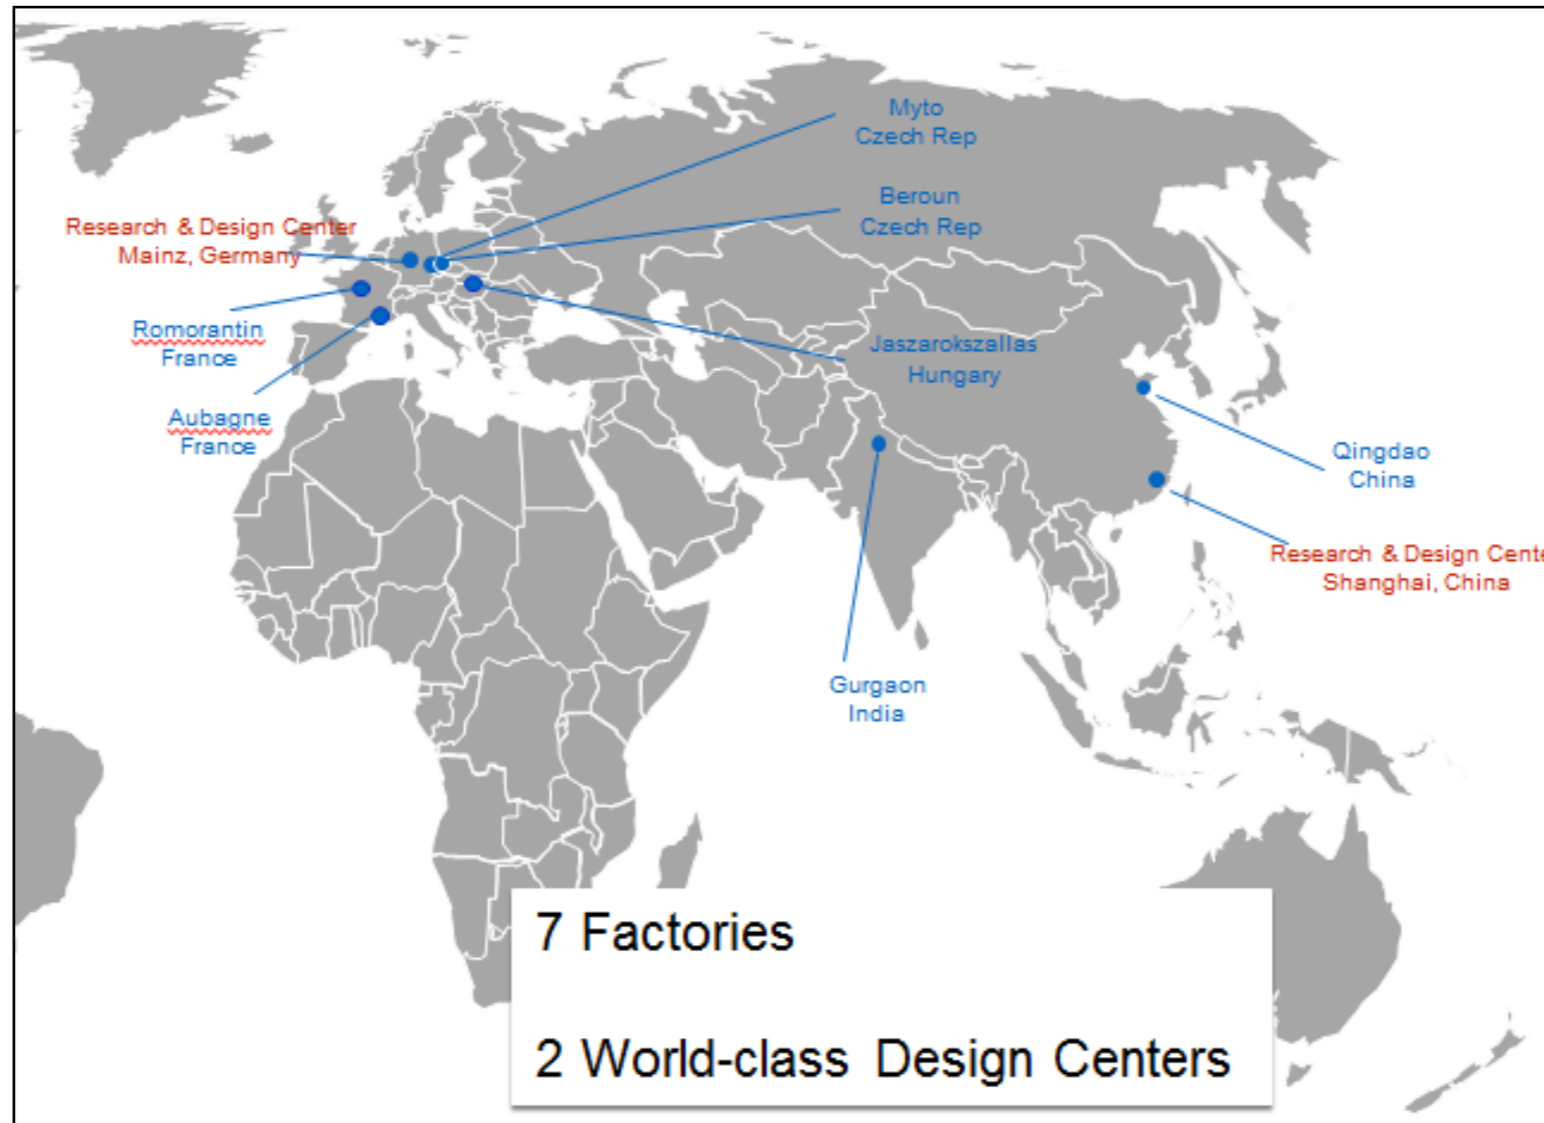 Myto
Czech Rep
Beroun
Czech Rep
Research & Design Center
Mainz, Germany
Romorantin
France
Jaszarokszallas
Hungary
Aubagne
France
Qingdao
China
Research & Design Cente
Shanghai, China
Gurgaon
India
7 Factories
2 World-class Design Centers